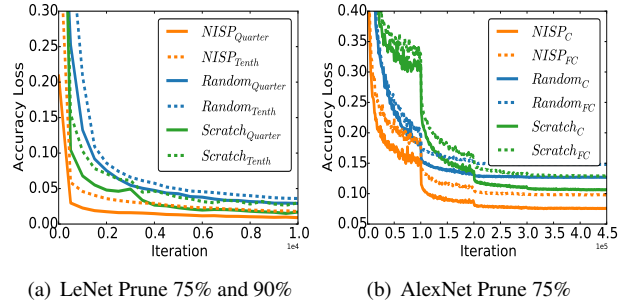 0.30
0.25
0.20
0.15
0.10
0.05
0.00
Accuracy Loss
NISP_Quarter
NISP_Tenth
Random_Quarter
Random_Tenth
Scratch_Quarter
Scratch_Tenth
0.0 0.2 0.4 0.6 0.8 1.0
1e4
Iteration
(a) LeNet Prune 75% and 90%
0.40
0.35
0.30
0.25
0.20
0.15
0.10
0.05
Accuracy Loss
NISP_C
NISP_FC
Random_C
Random_FC
Scratch_C
Scratch_FC
0.0 0.5 1.0 1.5 2.0 2.5 3.0 3.5 4.0 4.5
1e5
Iteration
(b) AlexNet Prune 75%